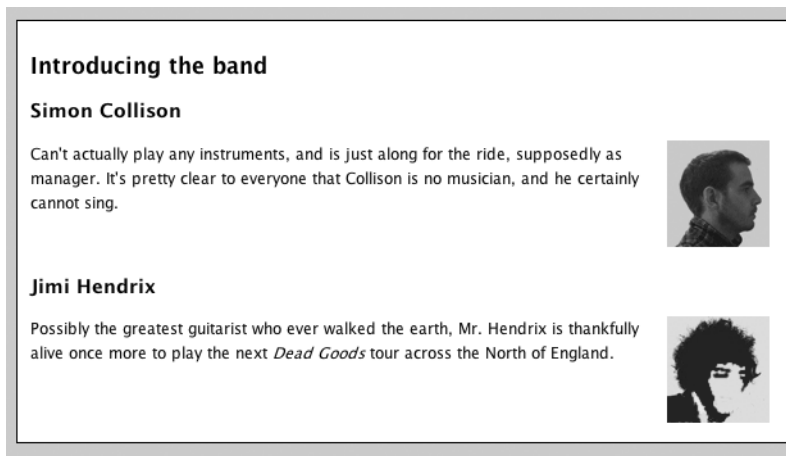 Introducing the band
Simon Collison
Can't actually play any instruments, and is just along for the ride, supposedly as
manager. It's pretty clear to everyone that Collison is no musician, and he certainly
cannot sing.
Jimi Hendrix
Possibly the greatest guitarist who ever walked the earth, Mr. Hendrix is thankfully
alive once more to play the next Dead Goods tour across the North of England.